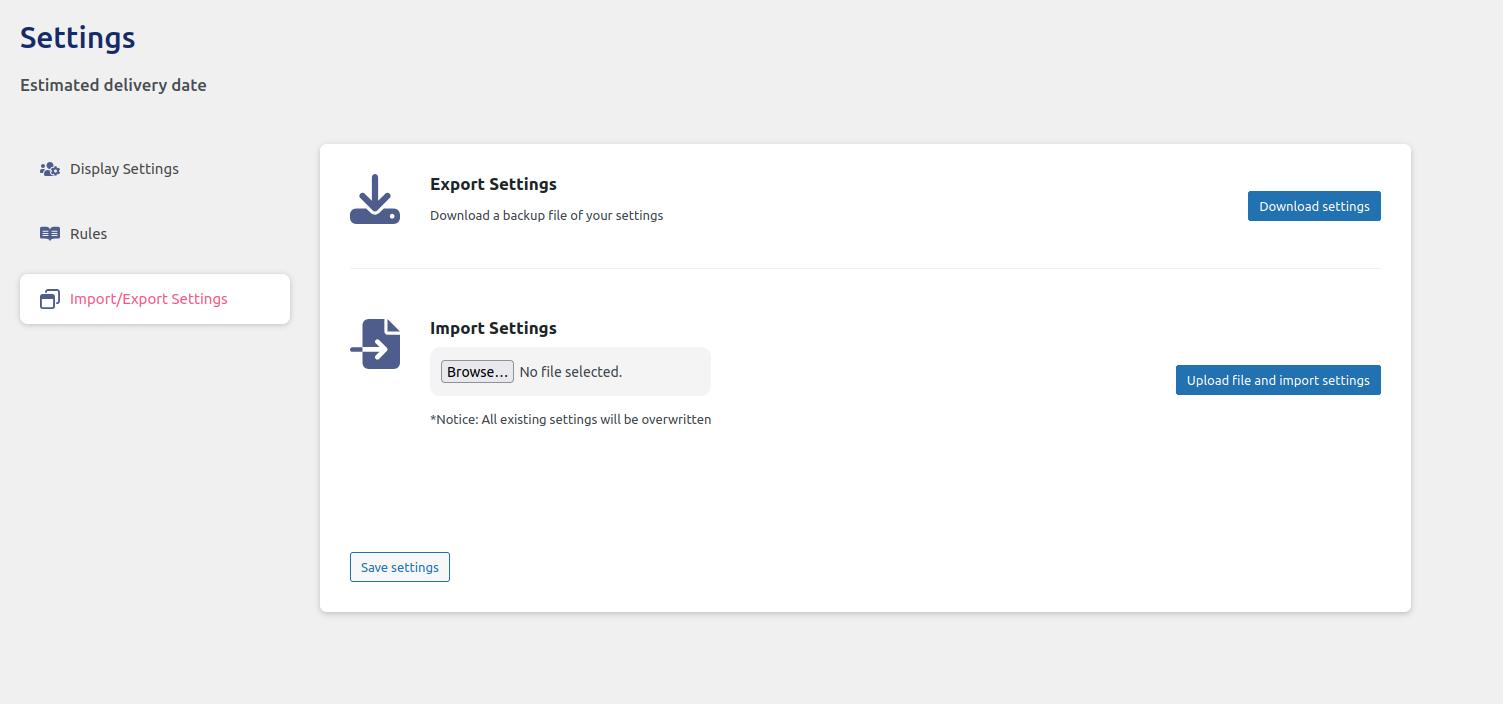 Settings
Estimated delivery date
Display Settings
Rules
Import/Export Settings
Export Settings
Download a backup file of your settings
Download settings
Import Settings
Browse... No file selected.
Upload file and import settings
*Notice: All existing settings will be overwritten
Save settings